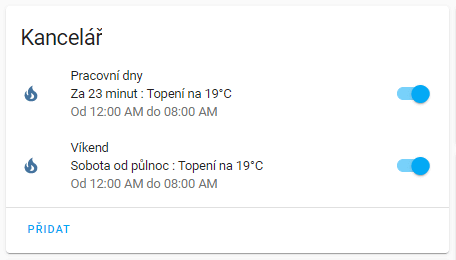 Kancelář
Pracovní dny
Za 23 minut : Topení na 19°C
Od 12:00 AM do 08:00 AM
Víkend
Sobota od půlnoc : Topení na 19°C
Od 12:00 AM do 08:00 AM
PŘIDAT